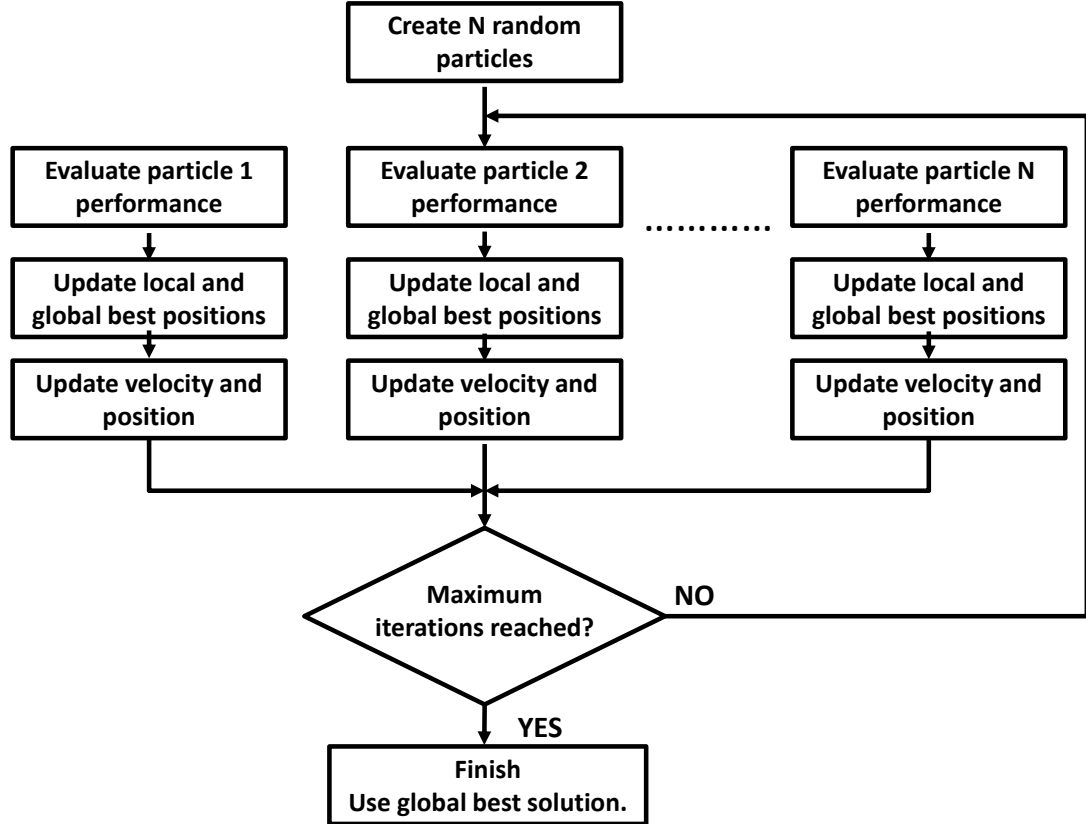 Create N random
particles
Evaluate particle 1
performance
Evaluate particle 2
performance
Evaluate particle N
performance
.............
Update local and
global best positions
Update local and
global best positions
Update local and
global best positions
Update velocity and
position
Update velocity and
position
Update velocity and
position
Maximum
iterations reached?
NO
YES
Finish
Use global best solution.